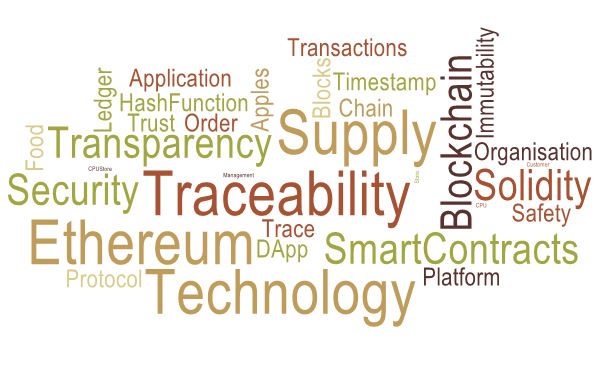 Transactions
Immutability
Blockchain
Ledger
Application
Apples
Blocks
Timestamp
HashFunction
Chain
Trust
Order
Supply
Food
Transparency
Organisation
CPUStore
Management
Store
Customer
Security
Traceability
Solidity
CPU
Safety
Ethereum
Trace
DApp
SmartContracts
Protocol
Technology
Platform